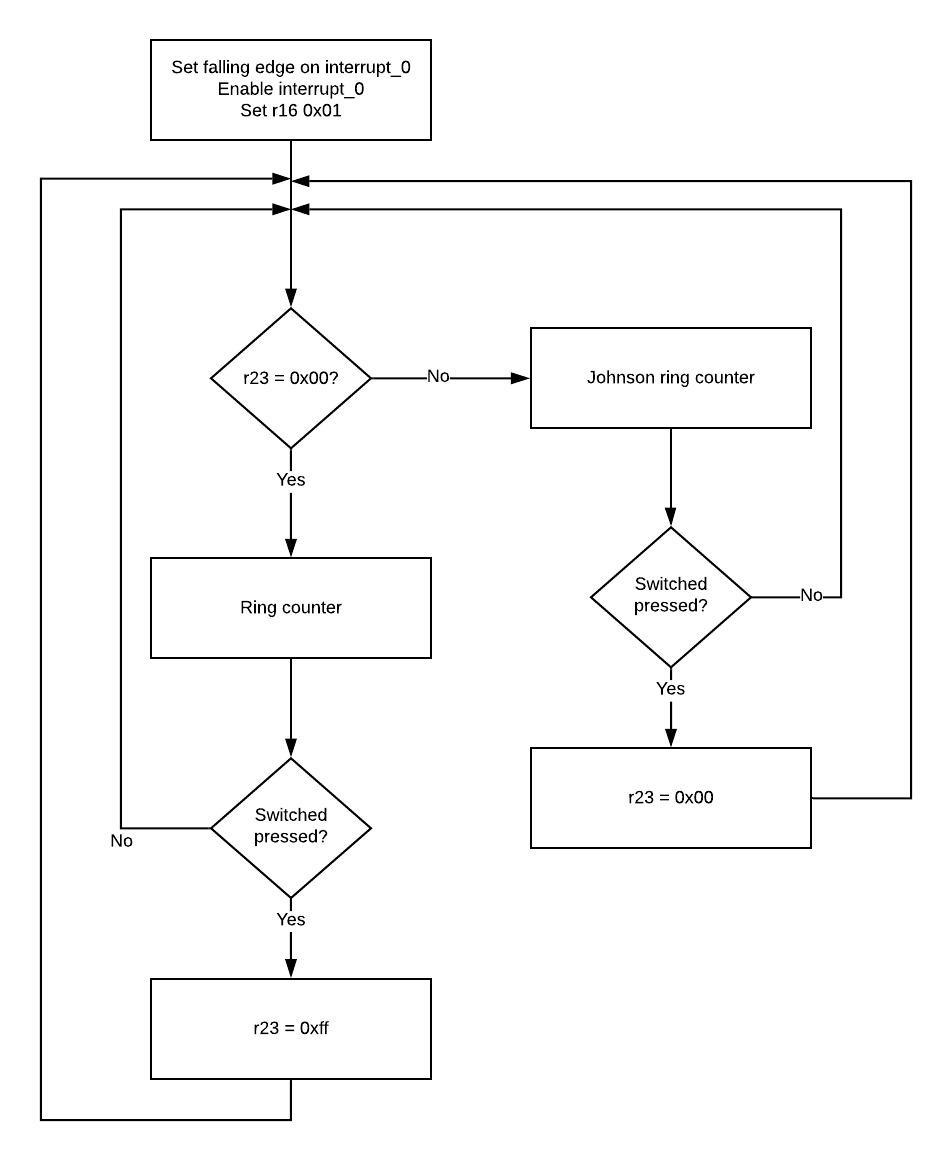 Set falling edge on interrupt_0
Enable interrupt_0
Set r16 0x01
r23 = 0x00?
No
Johnson ring counter
Yes
Ring counter
Switched
pressed?
No
Yes
r23 = 0x00
Switched
pressed?
No
Yes
r23 = 0xff